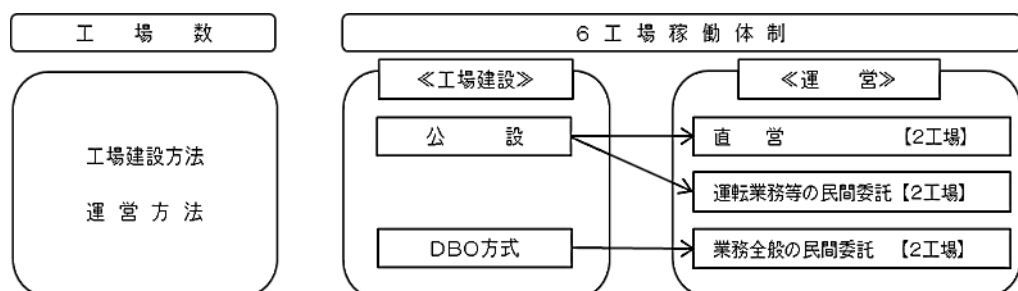 工場数
6工場稼働体制
工場建設方法
運営方法
≪工場建設≫
公設
DBO方式
≪運営≫
直営 【2工場】
運転業務等の民間委託【2工場】
業務全般の民間委託 【2工場】